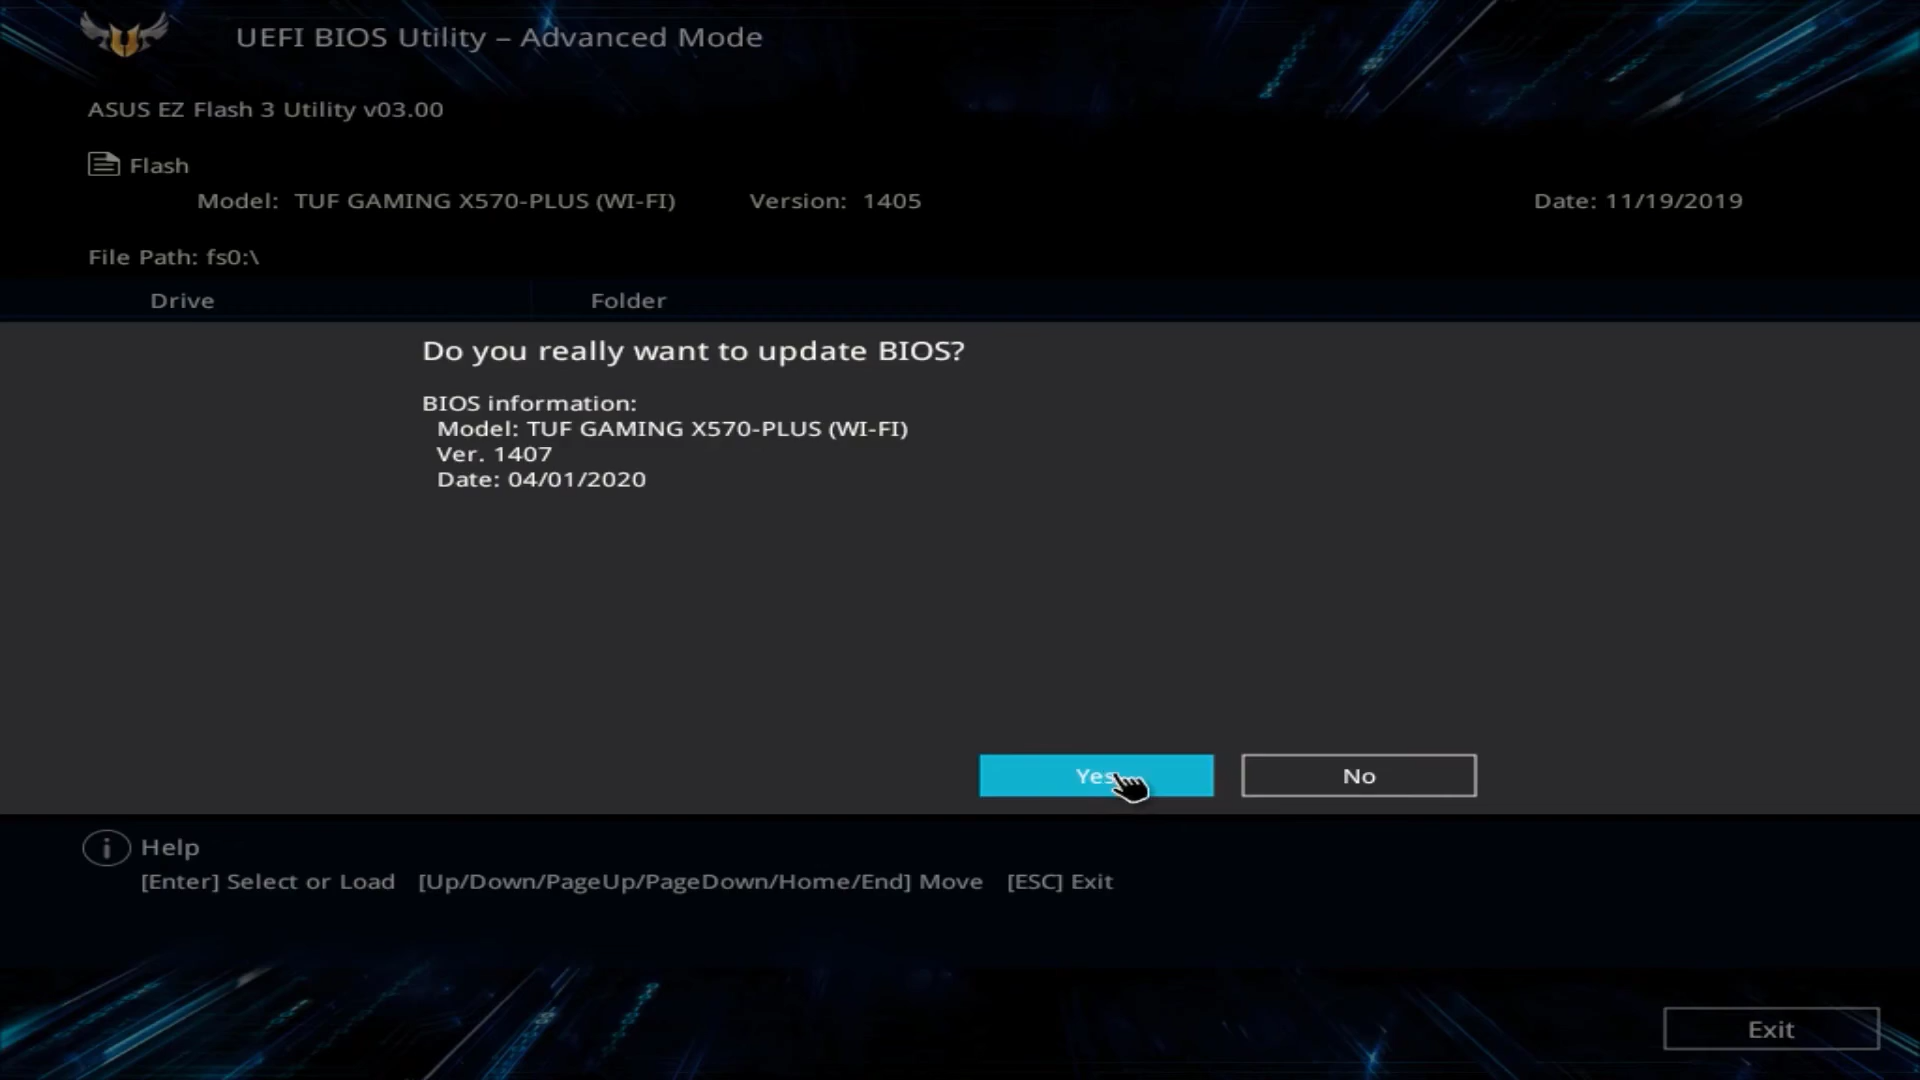 UEFI BIOS Utility – Advanced Mode
ASUS EZ Flash 3 Utility v03.00
Flash
Model: TUF GAMING X570-PLUS (WI-FI) Version: 1405 Date: 11/19/2019
File Path: fs0:\
Drive Folder
Do you really want to update BIOS?
BIOS information:
Model: TUF GAMING X570-PLUS (WI-FI)
Ver. 1407
Date: 04/01/2020
Yes No
Help
[Enter] Select or Load [Up/Down/PageUp/PageDown/Home/End] Move [ESC] Exit
Exit